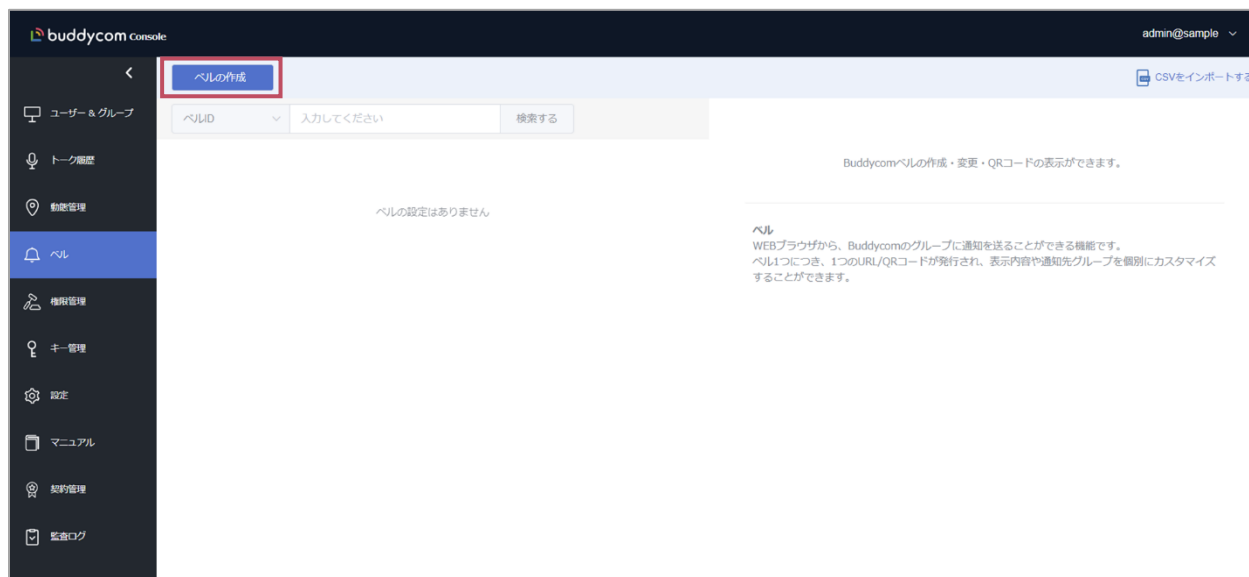 buddycom Console
admin@sample
ベルの作成
CSVをインポートする
ユーザー & グループ
トーク履歴
動態管理
ベル
権限管理
キー管理
設定
マニュアル
契約管理
監査ログ
ベルID
入力してください
検索する
ベルの設定はありません
Buddycomベルの作成・変更・QRコードの表示ができます。
ベル
WEBブラウザから、Buddycomのグループに通知を送ることができる機能です。
ベル1つにつき、1つのURL/QRコードが発行され、表示内容や通知先グループを個別にカスタマイズ
することができます。